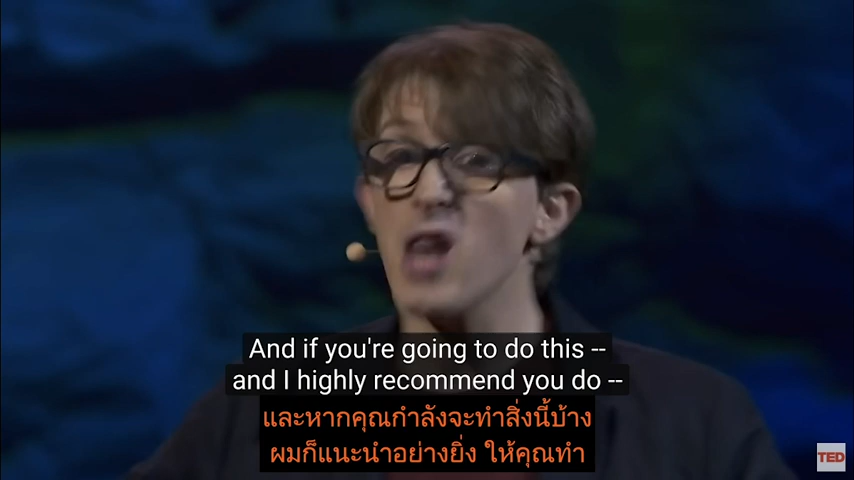 And if you're going to do this --
and I highly recommend you do --
และหากคุณกำลังจะทำสิ่งนี้บ้าง
ผมก็แนะนำอย่างยิ่ง ให้คุณทำ
TED